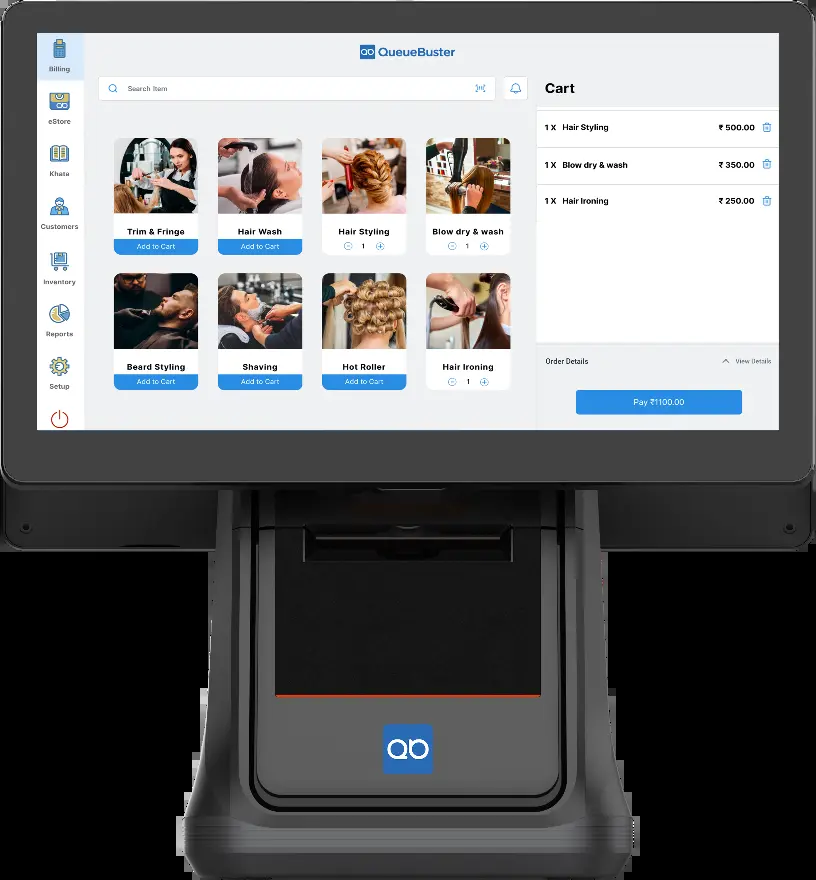 QueueBuster
Billing
eStore
Khata
Customers
Inventory
Reports
Setup
Search Item
Trim & Fringe
Add to Cart
Hair Wash
Add to Cart
Hair Styling
1
Blow dry & wash
1
Beard Styling
Add to Cart
Shaving
Add to Cart
Hot Roller
Add to Cart
Hair Ironing
1
Cart
1 X Hair Styling ₹ 500.00
1 X Blow dry & wash ₹ 350.00
1 X Hair Ironing ₹ 250.00
Order Details View Details
Pay ₹1100.00